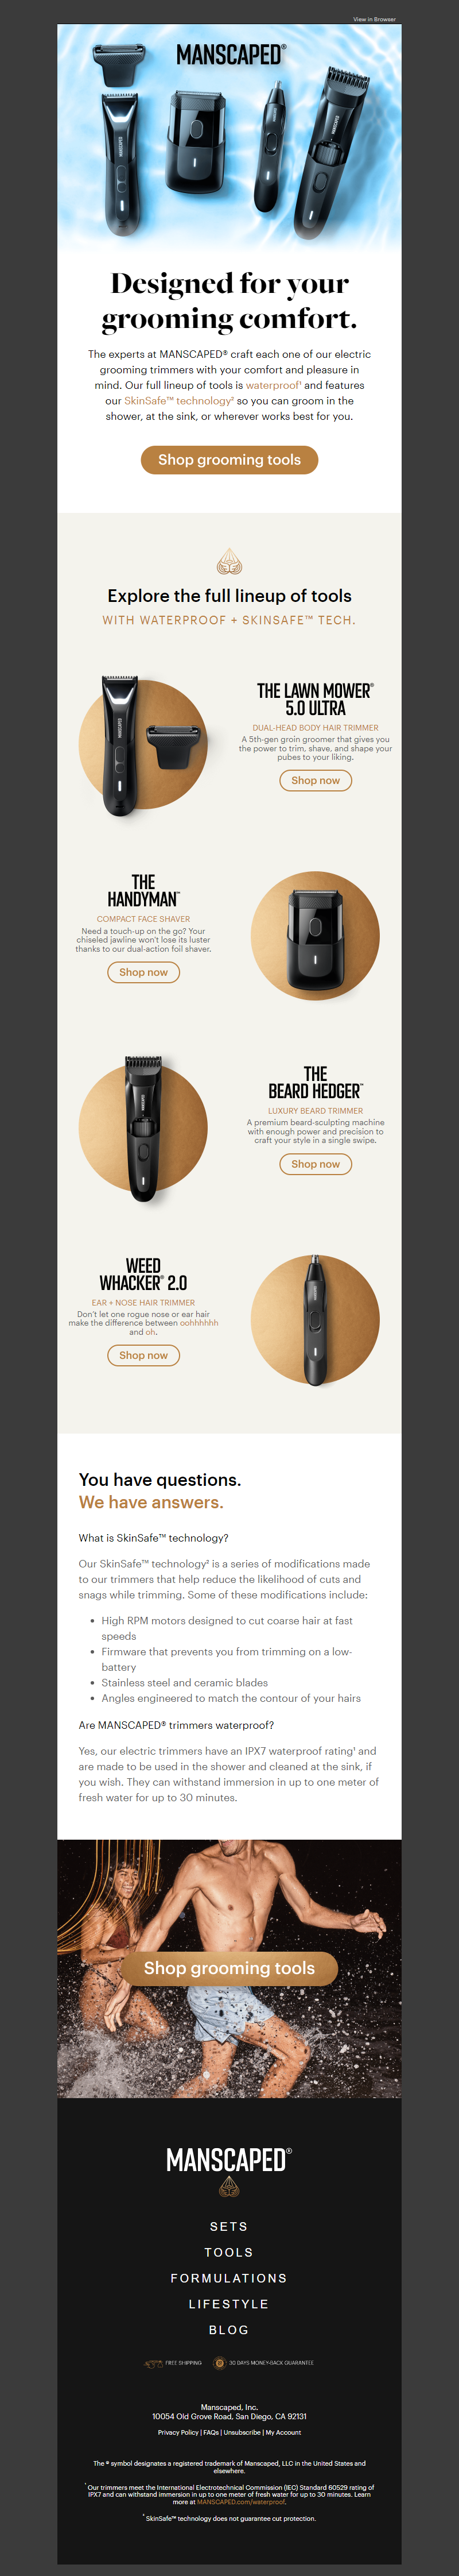 View in Browser
MANSCAPED®
MANSCAPED
MANSCAPED
Designed for your
grooming comfort.
The experts at MANSCAPED® craft each one of our electric
grooming trimmers with your comfort and pleasure in
mind. Our full lineup of tools is waterproof¹ and features
our SkinSafe™ technology² so you can groom in the
shower, at the sink, or wherever works best for you.
Shop grooming tools
Explore the full lineup of tools
WITH WATERPROOF + SKINSAFE™ TECH.
MANSCAPED
THE LAWN MOWER®
5.0 ULTRA
DUAL-HEAD BODY HAIR TRIMMER
A 5th-gen groin groomer that gives you
the power to trim, shave, and shape your
pubes to your liking.
Shop now
THE
HANDYMAN™
COMPACT FACE SHAVER
Need a touch-up on the go? Your
chiseled jawline won't lose its luster
thanks to our dual-action foil shaver.
Shop now
MANSCAPED
THE
BEARD HEDGER™
LUXURY BEARD TRIMMER
A premium beard-sculpting machine
with enough power and precision to
craft your style in a single swipe.
Shop now
WEED
WHACKER® 2.0
EAR + NOSE HAIR TRIMMER
Don't let one rogue nose or ear hair
make the difference between oohhhhhh
and oh.
Shop now
You have questions.
We have answers.
What is SkinSafe™ technology?
Our SkinSafe™ technology² is a series of modifications made
to our trimmers that help reduce the likelihood of cuts and
snags while trimming. Some of these modifications include:
• High RPM motors designed to cut coarse hair at fast
speeds
• Firmware that prevents you from trimming on a low-
battery
• Stainless steel and ceramic blades
• Angles engineered to match the contour of your hairs
Are MANSCAPED® trimmers waterproof?
Yes, our electric trimmers have an IPX7 waterproof rating¹ and
are made to be used in the shower and cleaned at the sink, if
you wish. They can withstand immersion in up to one meter of
fresh water for up to 30 minutes.
Shop grooming tools
MANSCAPED®
SETS
TOOLS
FORMULATIONS
LIFESTYLE
BLOG
FREE SHIPPING
30 DAYS MONEY-BACK GUARANTEE
Manscaped, Inc.
10054 Old Grove Road, San Diego, CA 92131
Privacy Policy | FAQs | Unsubscribe | My Account
The ® symbol designates a registered trademark of Manscaped, LLC in the United States and
elsewhere.
¹ Our trimmers meet the International Electrotechnical Commission (IEC) Standard 60529 rating of
IPX7 and can withstand immersion in up to one meter of fresh water for up to 30 minutes. Learn
more at MANSCAPED.com/waterproof.
² SkinSafe™ technology does not guarantee cut protection.